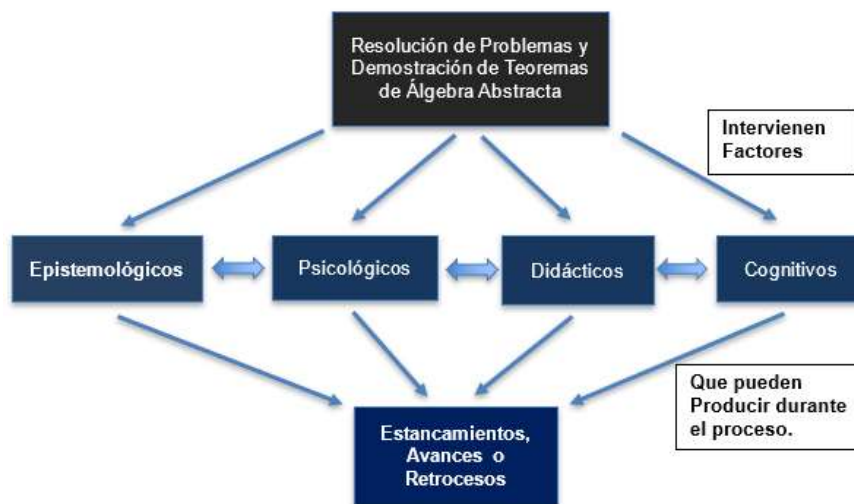 Resolución de Problemas y
Demostración de Teoremas
de Álgebra Abstracta
Intervienen
Factores
Epistemológicos
Psicológicos
Didácticos
Cognitivos
Que pueden
Producir durante
el proceso.
Estancamientos,
Avances o
Retrocesos